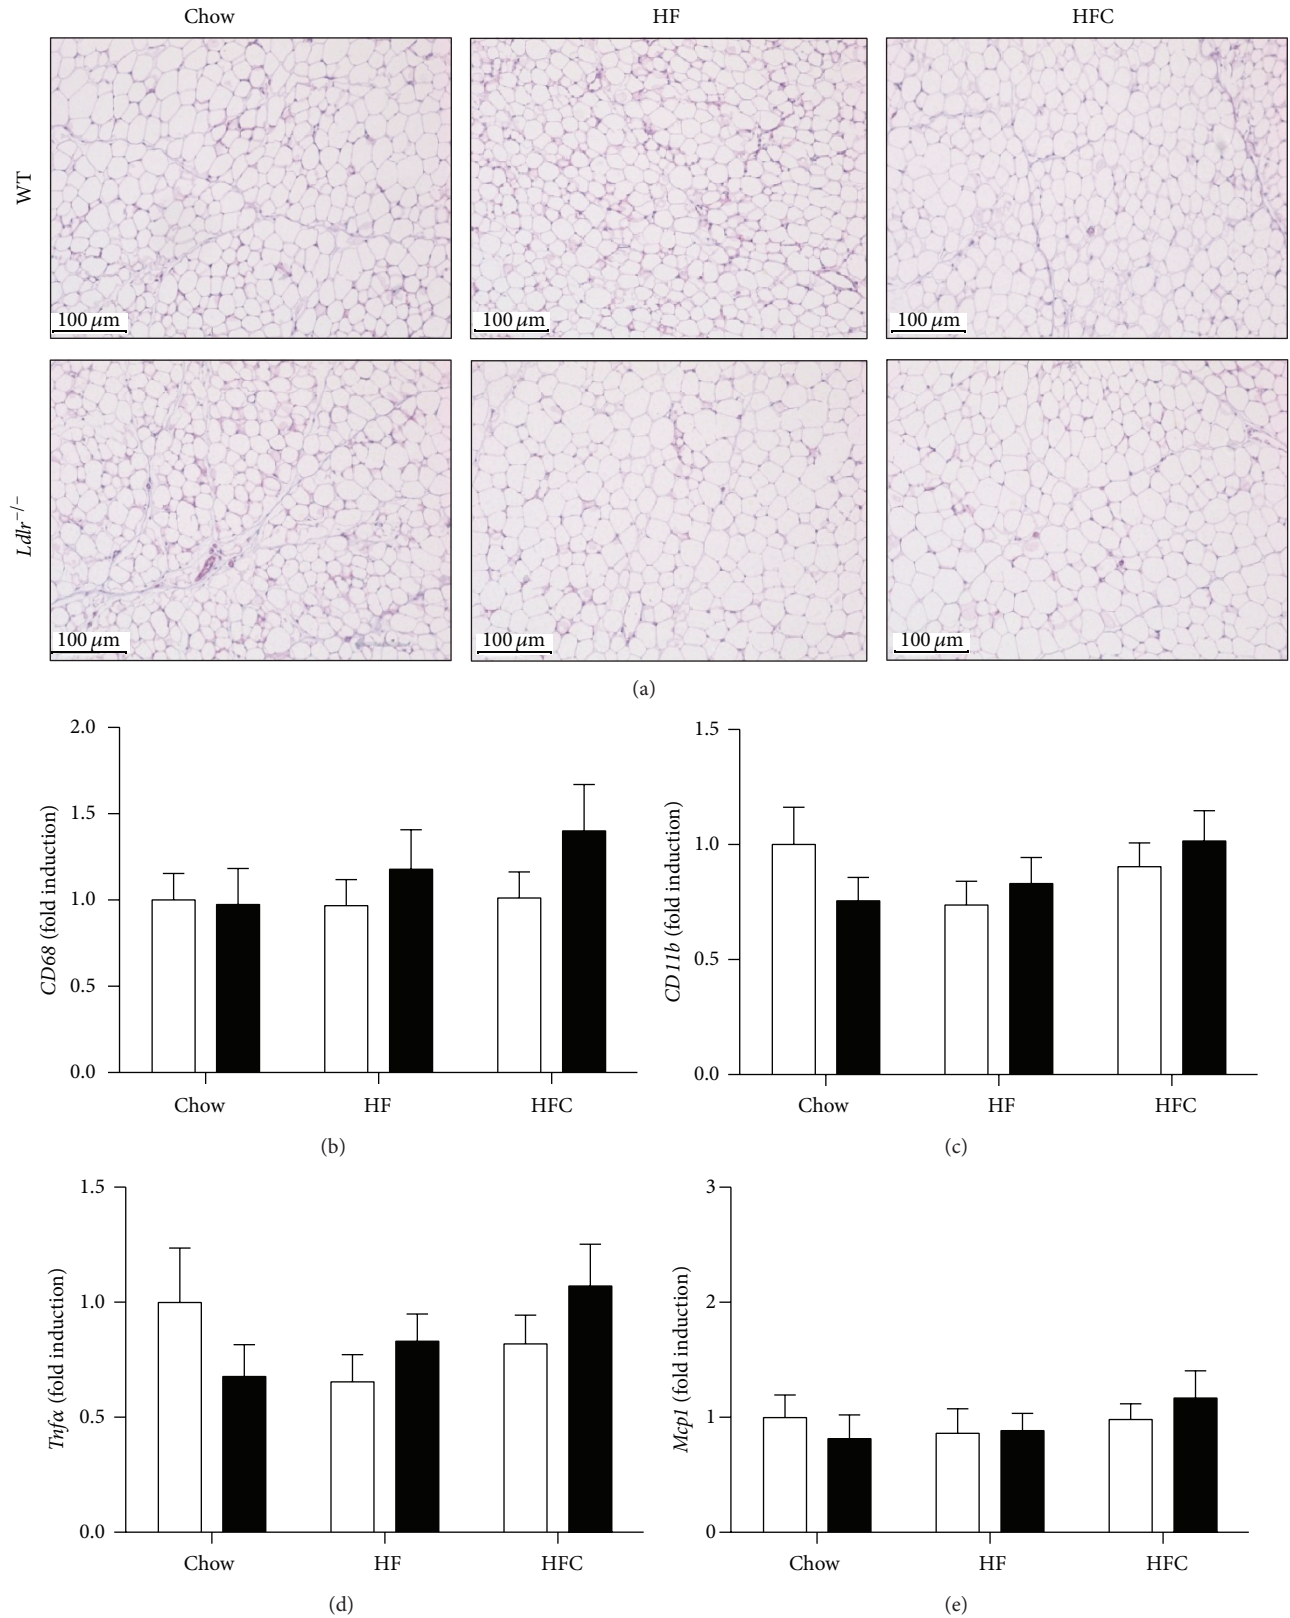 Chow HF HFC
WT
100 μm 100 μm 100 μm
Ldlr−/−
100 μm 100 μm 100 μm
(a)
2.0
1.5
1.0
0.5
0.0
CD68 (fold induction)
Chow HF HFC
(b)
1.5
1.0
0.5
0.0
CD11b (fold induction)
Chow HF HFC
(c)
1.5
1.0
0.5
0.0
Tnfα (fold induction)
Chow HF HFC
(d)
3
2
1
0
Mcp1 (fold induction)
Chow HF HFC
(e)